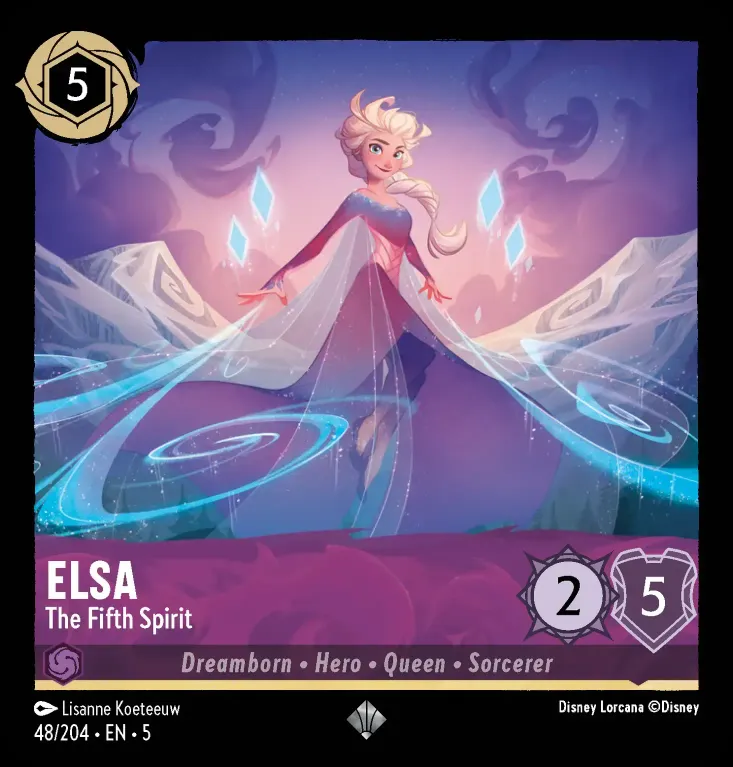 5
ELSA
The Fifth Spirit
2
5
Dreamborn • Hero • Queen • Sorcerer
Lisanne Koeteeuw
Disney Lorcana ©Disney
48/204 • EN • 5